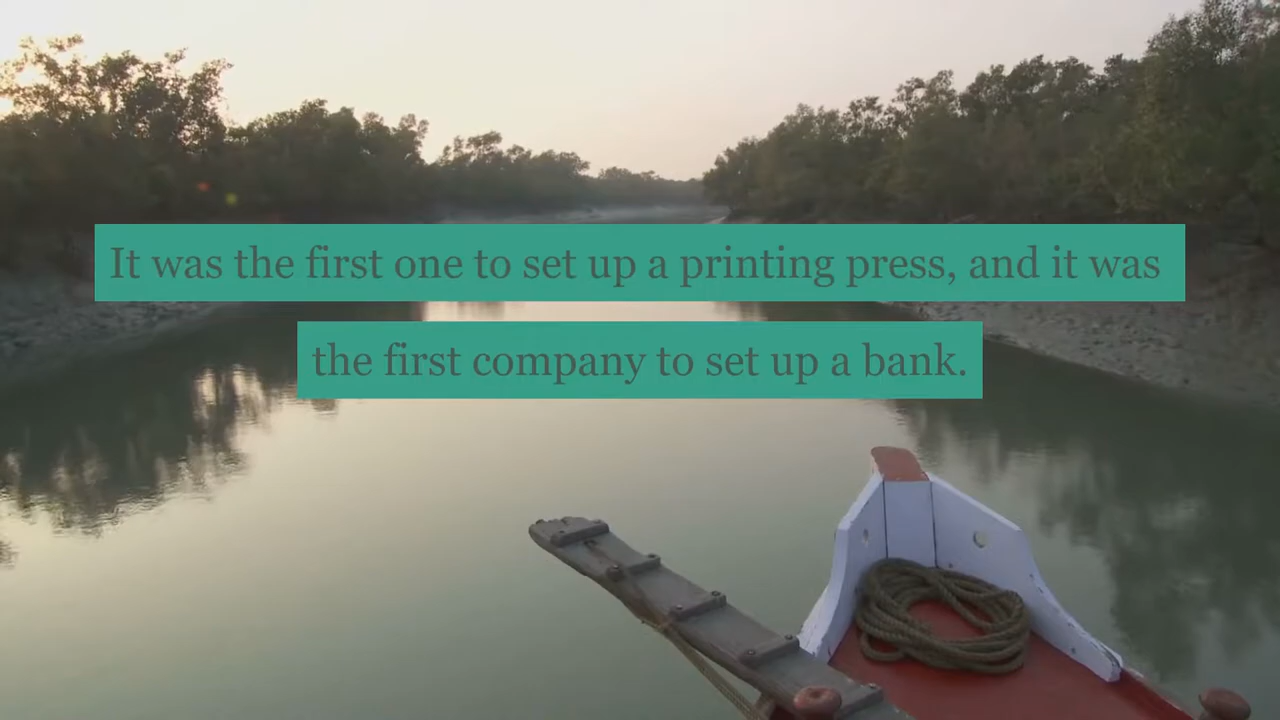 It was the first one to set up a printing press, and it was
the first company to set up a bank.